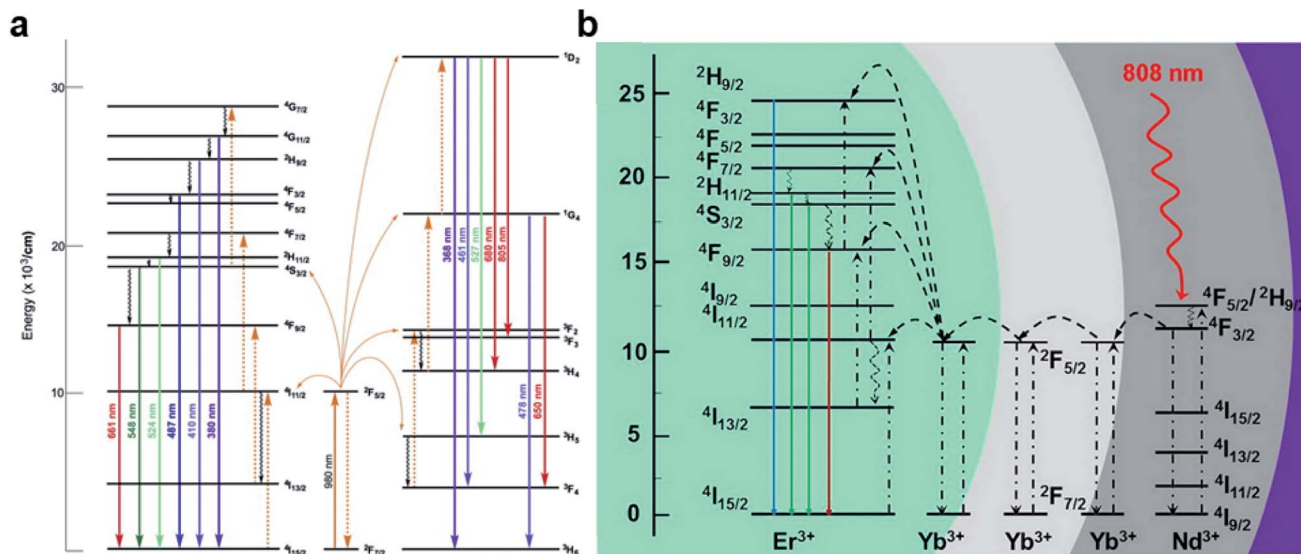 a
Energy (× 10³/cm)
30
20
10
0
⁴G₇/₂
⁴G₁₁/₂
²H₉/₂
⁴F₃/₂
⁴F₅/₂
⁴F₇/₂
²H₁₁/₂
⁴S₃/₂
⁴F₉/₂
⁴I₁₁/₂
⁴I₁₃/₂
⁴I₁₅/₂
661 nm
548 nm
524 nm
487 nm
410 nm
380 nm
980 nm
²F₅/₂
²F₇/₂
¹D₂
¹G₄
³F₂
³F₃
³H₄
³H₅
³F₄
³H₆
368 nm
461 nm
527 nm
680 nm
805 nm
478 nm
650 nm
b
25
20
15
10
5
0
²H₉/₂
⁴F₃/₂
⁴F₅/₂
⁴F₇/₂
²H₁₁/₂
⁴S₃/₂
⁴F₉/₂
⁴I₉/₂
⁴I₁₁/₂
⁴I₁₃/₂
⁴I₁₅/₂
808 nm
⁴F₅/₂/²H₉/₂
⁴F₃/₂
²F₅/₂
⁴I₁₅/₂
⁴I₁₃/₂
⁴I₁₁/₂
²F₇/₂
⁴I₉/₂
Er³⁺ Yb³⁺ Yb³⁺ Yb³⁺ Nd³⁺